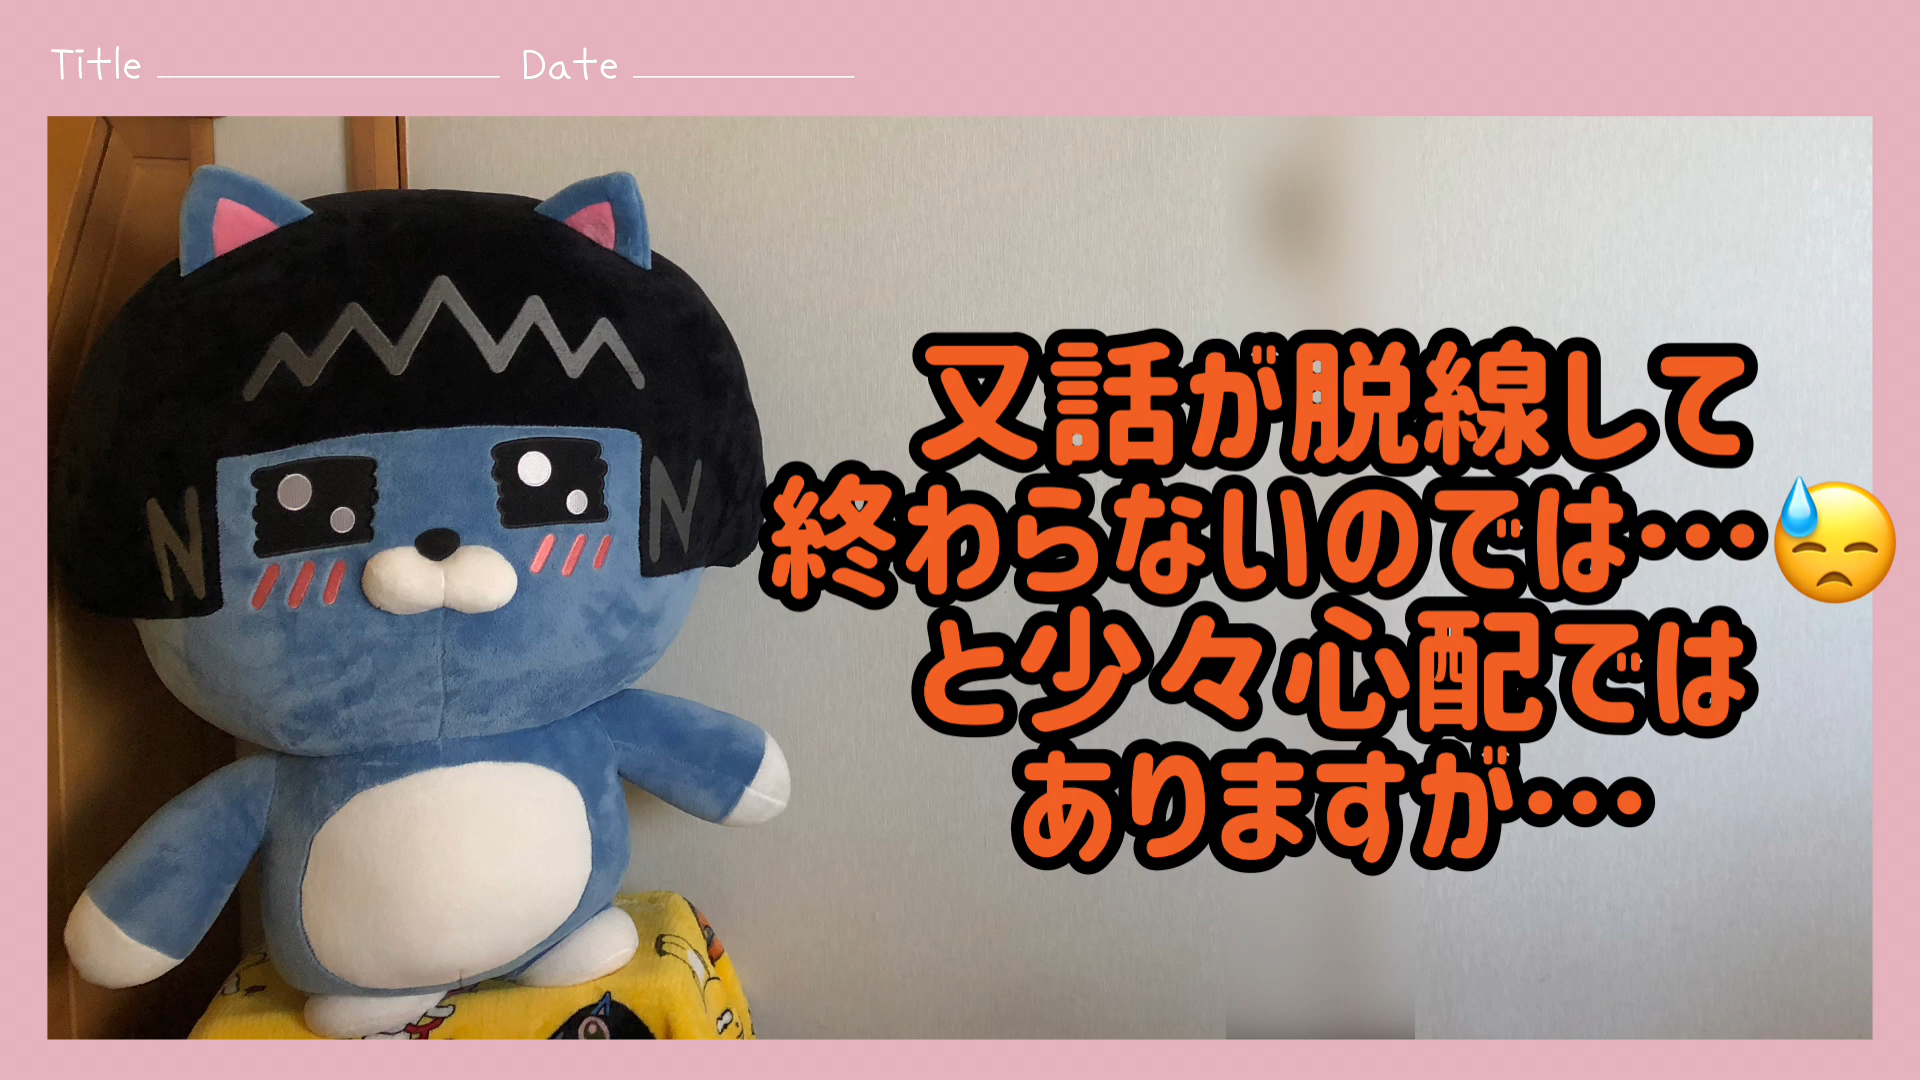 Title Date
又話が脱線して
終わらないのでは…😓
と少々心配では
ありますが…
N N